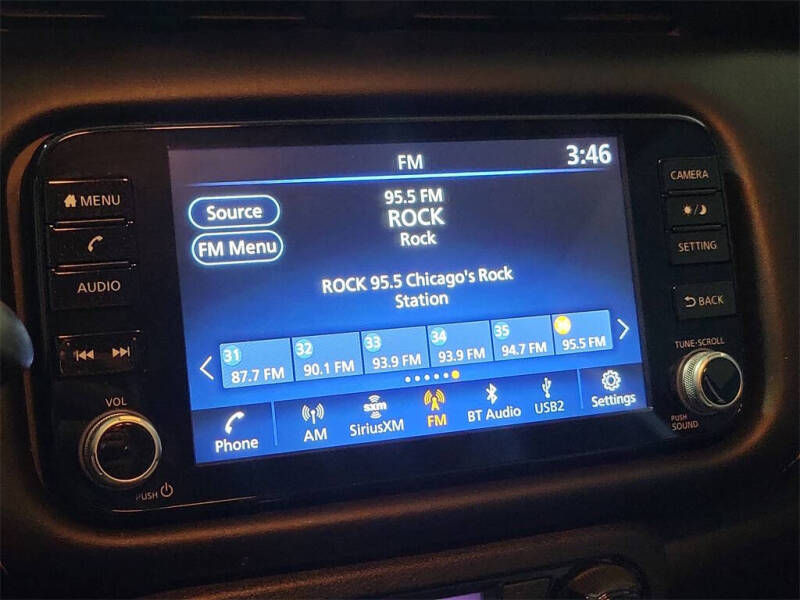 FM
3:46
MENU
AUDIO
VOL
PUSH
Source
FM Menu
95.5 FM
ROCK
Rock
ROCK 95.5 Chicago's Rock
Station
31
87.7 FM
32
90.1 FM
33
93.9 FM
34
93.9 FM
35
94.7 FM
95.5 FM
Phone
AM
sxm
SiriusXM
FM
BT Audio
USB2
Settings
CAMERA
SETTING
BACK
TUNE·SCROLL
PUSH
SOUND